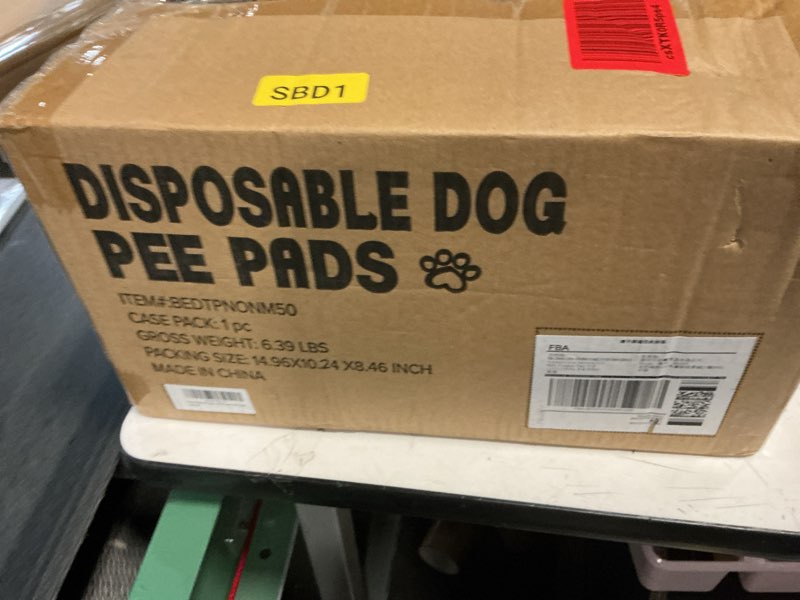 csXTKOR5o44
SBD1
DISPOSABLE DOG
PEE PADS
ITEM#:BEDTPNONM50
CASE PACK: 1 pc
GROSS WEIGHT: 6.39 LBS
PACKING SIZE: 14.96X10.24 X8.46 INCH
MADE IN CHINA
FBA